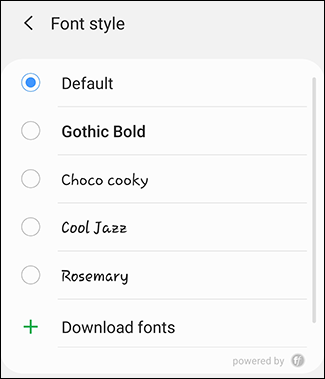 Font style
Default
Gothic Bold
Choco cooky
Cool Jazz
Rosemary
Download fonts
powered by